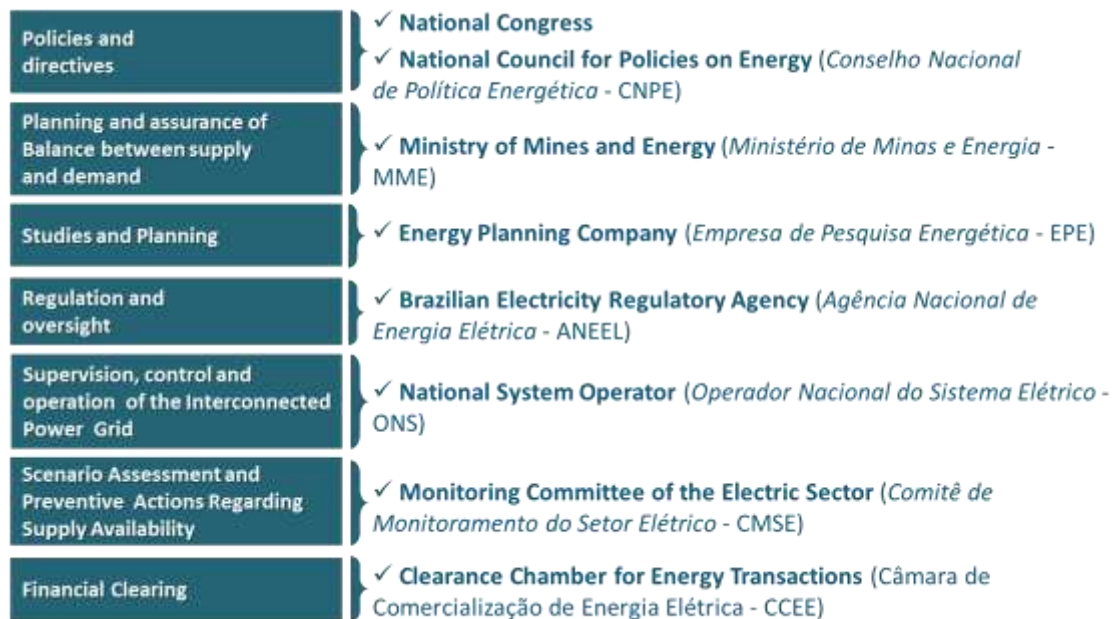 Policies and
directives
✓ National Congress
✓ National Council for Policies on Energy (Conselho Nacional
de Política Energética - CNPE)
Planning and assurance of
Balance between supply
and demand
✓ Ministry of Mines and Energy (Ministério de Minas e Energia -
MME)
Studies and Planning
✓ Energy Planning Company (Empresa de Pesquisa Energética - EPE)
Regulation and
oversight
✓ Brazilian Electricity Regulatory Agency (Agência Nacional de
Energia Elétrica - ANEEL)
Supervision, control and
operation of the Interconnected
Power Grid
✓ National System Operator (Operador Nacional do Sistema Elétrico -
ONS)
Scenario Assessment and
Preventive Actions Regarding
Supply Availability
✓ Monitoring Committee of the Electric Sector (Comitê de
Monitoramento do Setor Elétrico - CMSE)
Financial Clearing
✓ Clearance Chamber for Energy Transactions (Câmara de
Comercialização de Energia Elétrica - CCEE)